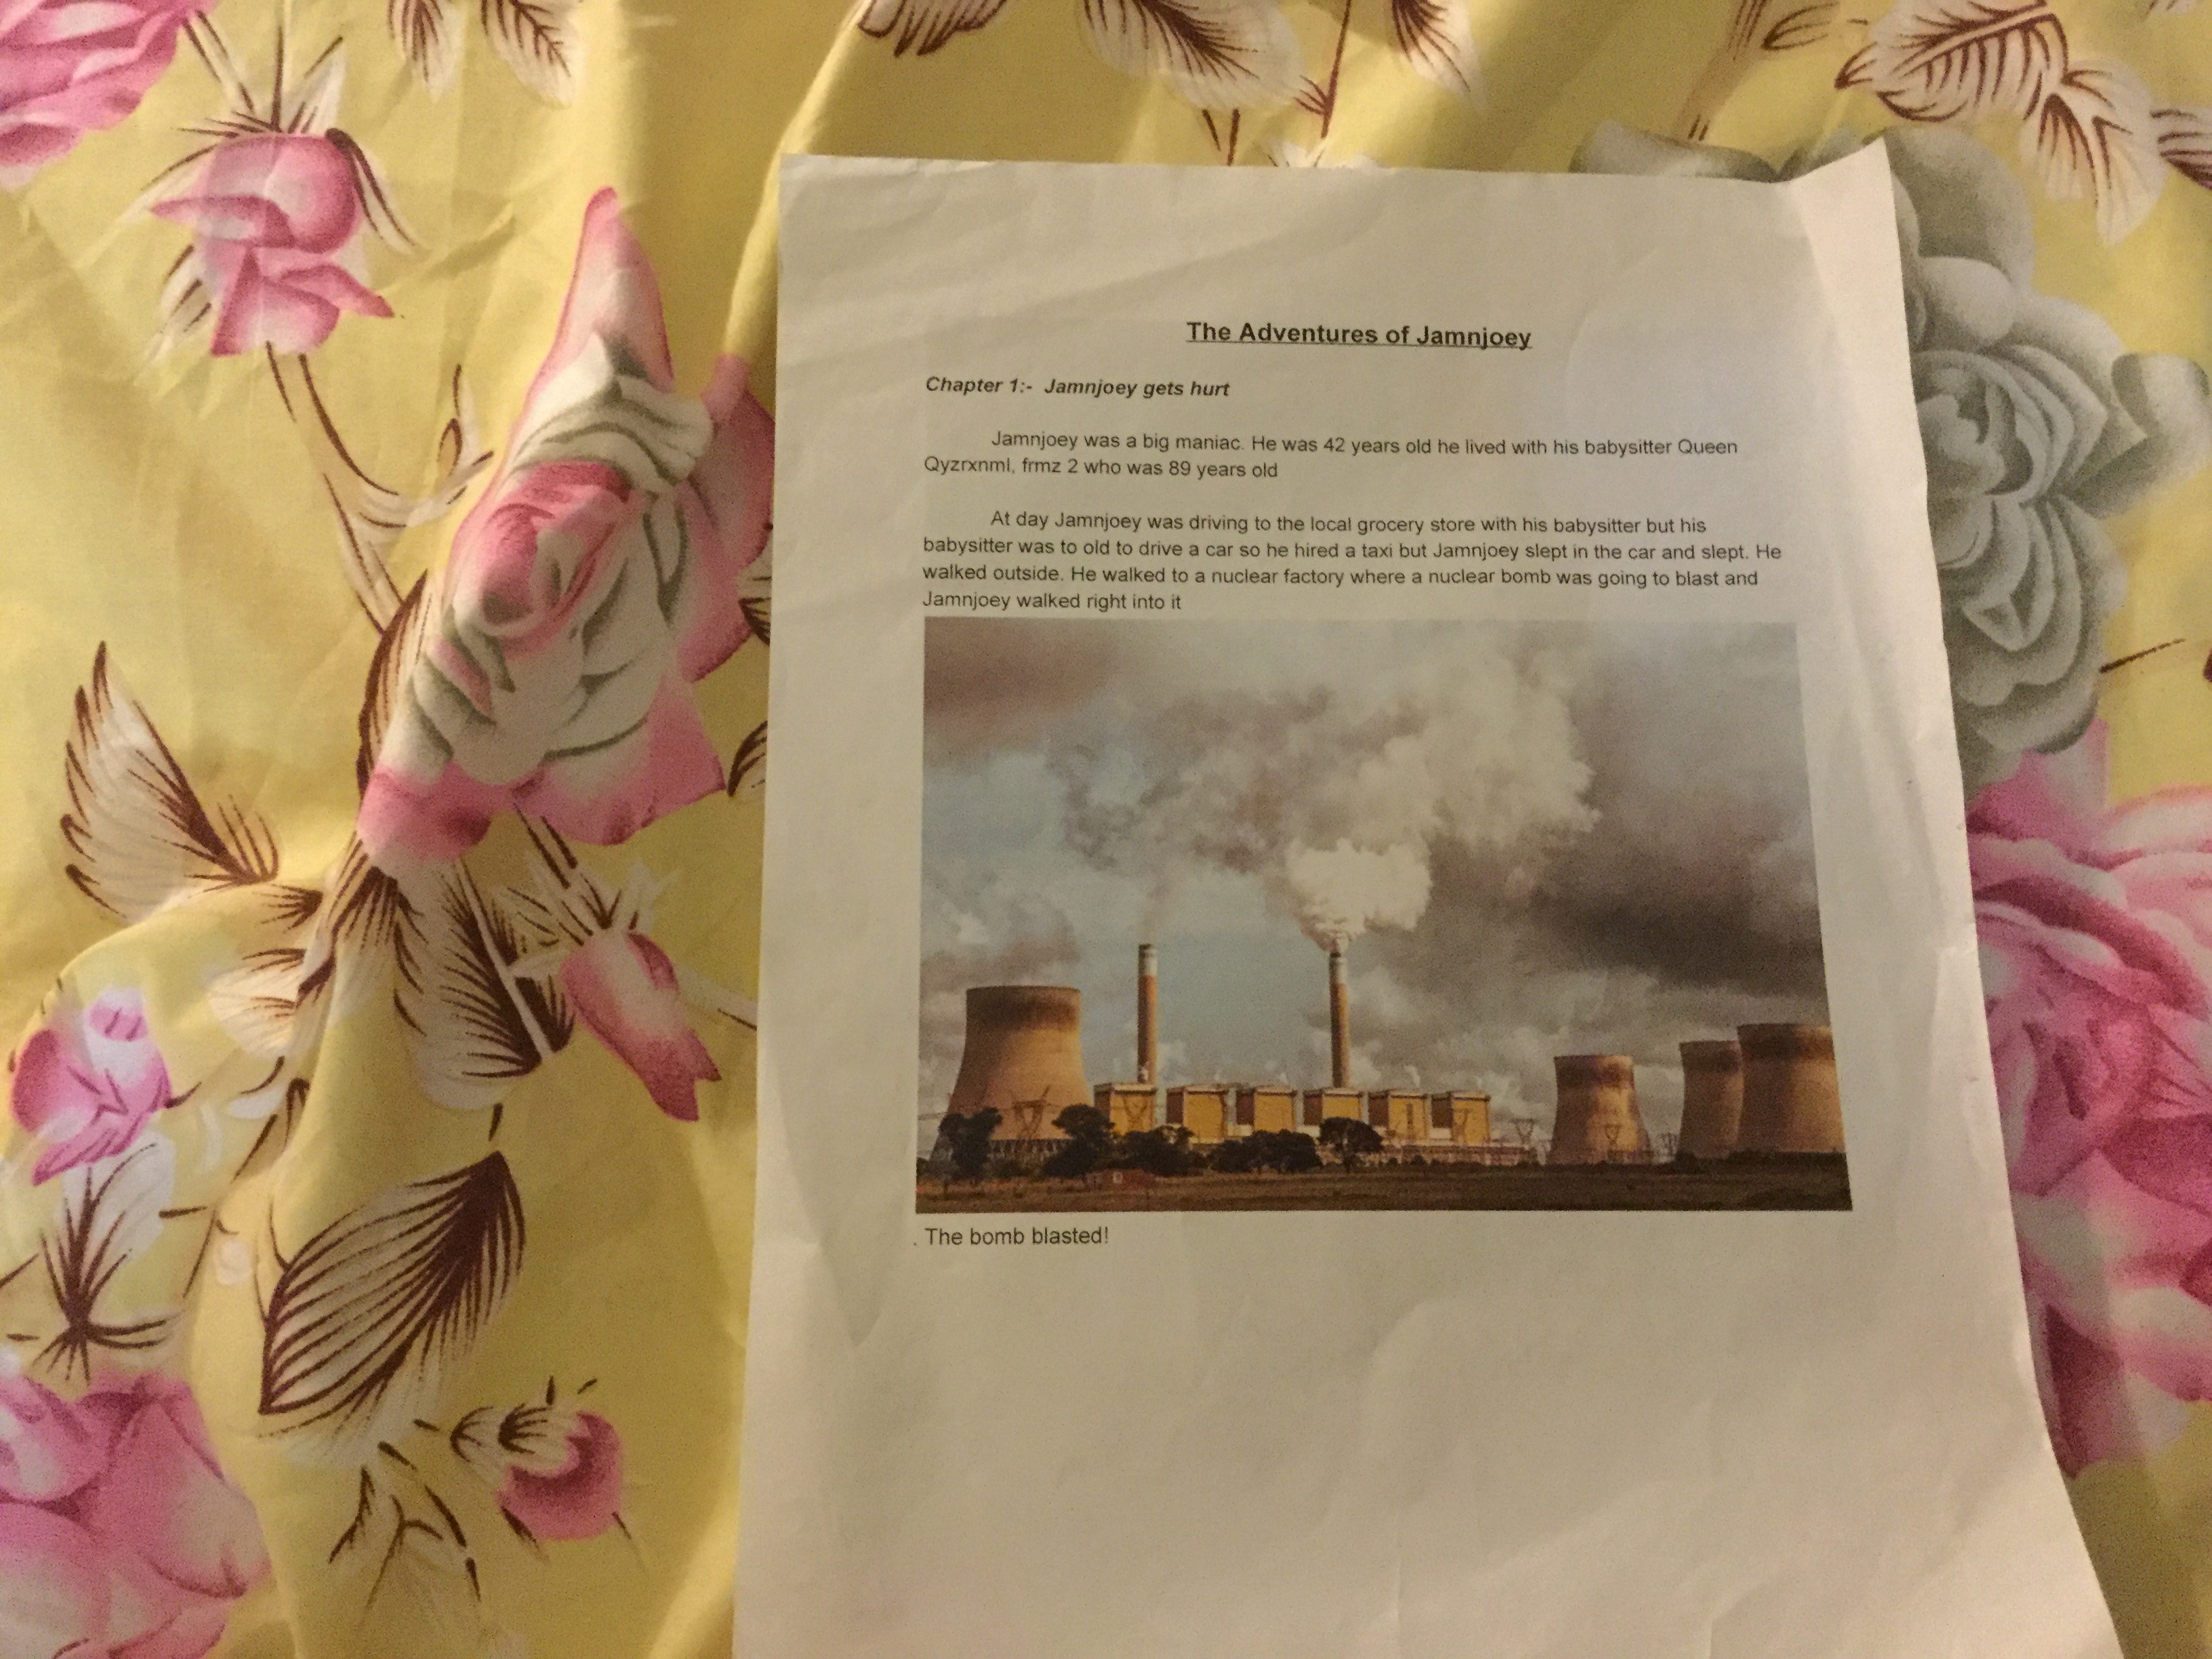 The Adventures of Jamnjoey
Chapter 1:- Jamnjoey gets hurt
Jamnjoey was a big maniac. He was 42 years old he lived with his babysitter Queen
Qyzrxnml, frmz 2 who was 89 years old
At day Jamnjoey was driving to the local grocery store with his babysitter but his
babysitter was to old to drive a car so he hired a taxi but Jamnjoey slept in the car and slept. He
walked outside. He walked to a nuclear factory where a nuclear bomb was going to blast and
Jamnjoey walked right into it
. The bomb blasted!